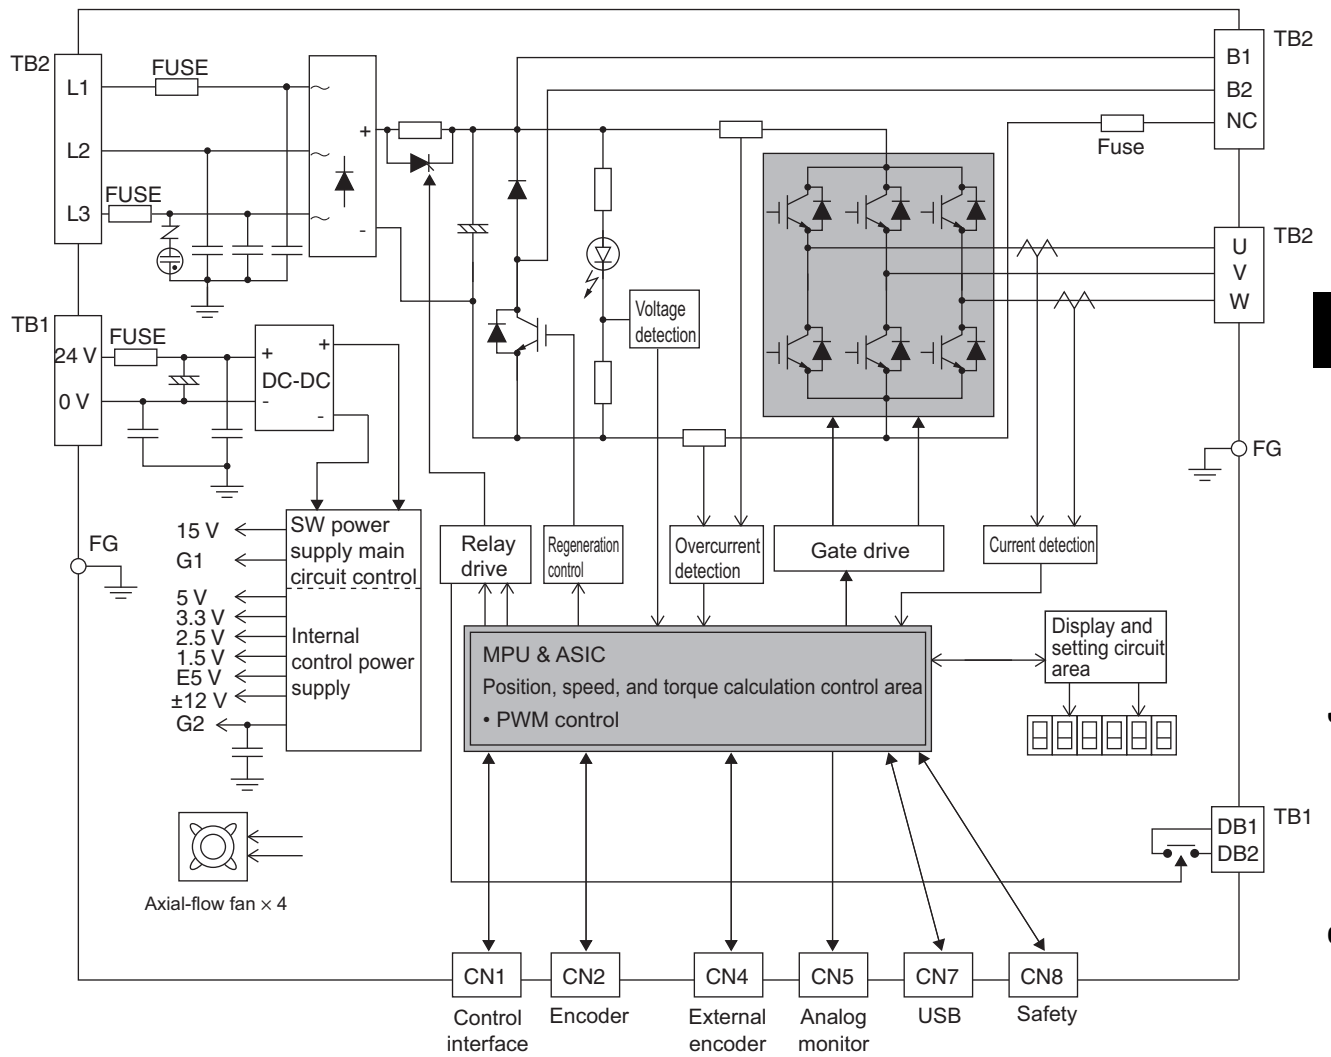 TB2
L1
FUSE
L2
FUSE
L3
~
~
~
+
-
TB2
B1
B2
NC
Fuse
TB2
U
V
W
FG
Voltage
detection
TB1
24 V
FUSE
0 V
+
-
DC-DC
+
-
FG
15 V
G1
5 V
3.3 V
2.5 V
1.5 V
E5 V
±12 V
G2
SW power
supply main
circuit control
Internal
control power
supply
Relay
drive
Regeneration
control
Overcurrent
detection
Gate drive
Current detection
MPU & ASIC
Position, speed, and torque calculation control area
• PWM control
Display and
setting circuit
area
Axial-flow fan × 4
TB1
DB1
DB2
CN1
CN2
CN4
CN5
CN7
CN8
Control
interface
Encoder
External
encoder
Analog
monitor
USB
Safety